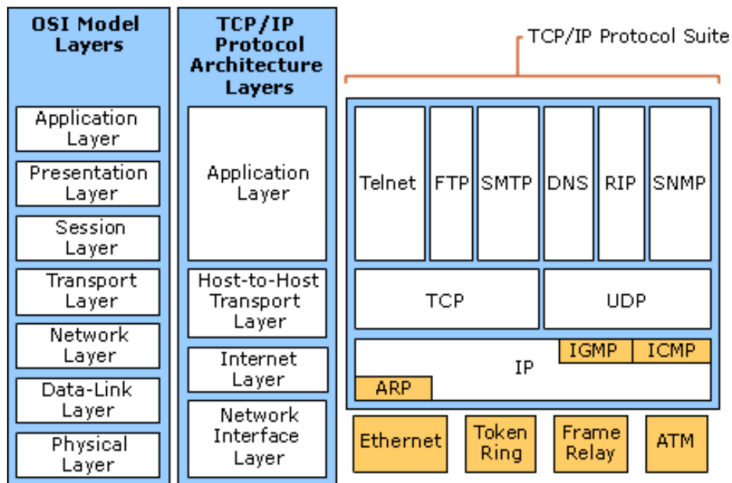 OSI Model
Layers
Application
Layer
Presentation
Layer
Session
Layer
Transport
Layer
Network
Layer
Data-Link
Layer
Physical
Layer
TCP/IP
Protocol
Architecture
Layers
Application
Layer
Host-to-Host
Transport
Layer
Internet
Layer
Network
Interface
Layer
TCP/IP Protocol Suite
Telnet
FTP
SMTP
DNS
RIP
SNMP
TCP
UDP
IP
IGMP
ICMP
ARP
Ethernet
Token
Ring
Frame
Relay
ATM